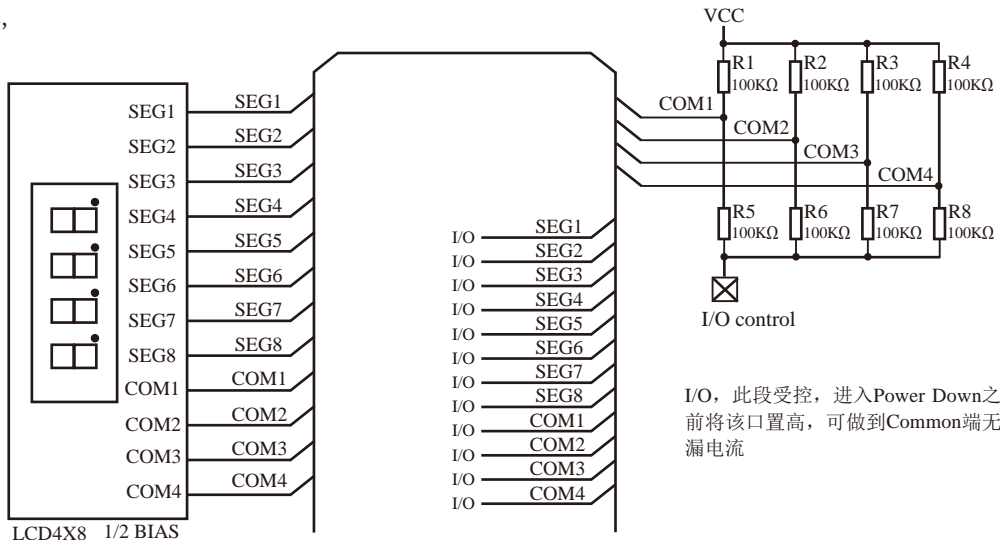 ,
VCC
R1
100KΩ
R2
100KΩ
R3
100KΩ
R4
100KΩ
COM1
COM2
COM3
COM4
R5
100KΩ
R6
100KΩ
R7
100KΩ
R8
100KΩ
I/O control
SEG1 SEG1
SEG2 SEG2
SEG3 SEG3
SEG4 SEG4
SEG5 SEG5
SEG6 SEG6
SEG7 SEG7
SEG8 SEG8
COM1 COM1
COM2 COM2
COM3 COM3
COM4 COM4
LCD4X8 1/2 BIAS
I/O SEG1
I/O SEG2
I/O SEG3
I/O SEG4
I/O SEG5
I/O SEG6
I/O SEG7
I/O SEG8
I/O COM1
I/O COM2
I/O COM3
I/O COM4
I/O，此段受控，进入Power Down之
前将该口置高，可做到Common端无
漏电流